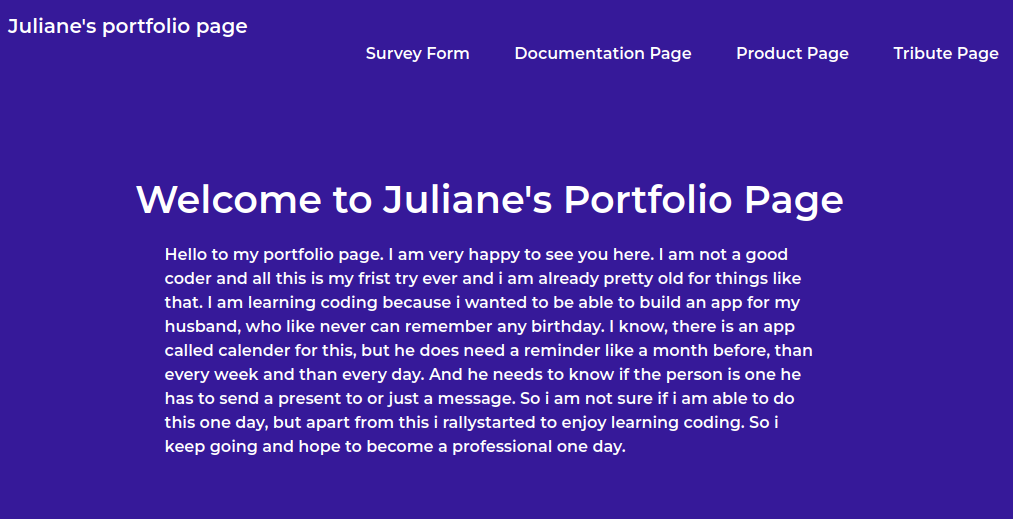 Juliane's portfolio page
Survey Form Documentation Page Product Page Tribute Page
Welcome to Juliane's Portfolio Page
Hello to my portfolio page. I am very happy to see you here. I am not a good
coder and all this is my frist try ever and i am already pretty old for things like
that. I am learning coding because i wanted to be able to build an app for my
husband, who like never can remember any birthday. I know, there is an app
called calender for this, but he does need a reminder like a month before, than
every week and than every day. And he needs to know if the person is one he
has to send a present to or just a message. So i am not sure if i am able to do
this one day, but apart from this i rallystarted to enjoy learning coding. So i
keep going and hope to become a professional one day.